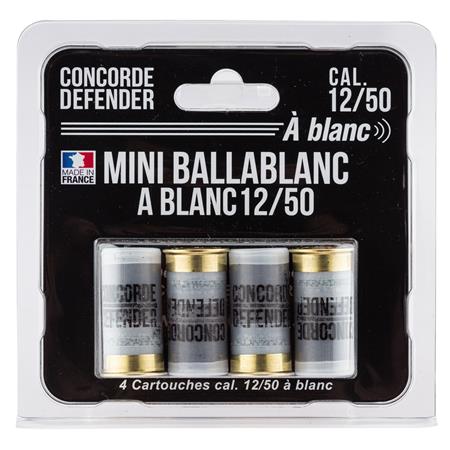 CONCORDE
DEFENDER
CAL.
12/50
À blanc
MADE IN
FRANCE
MINI BALLABLANC
A BLANC 12/50
CONCORDE
DEFENDER
CONCORDE
DEFENDER
CONCORDE
DEFENDER
CONCORDE
DEFENDER
4 Cartouches cal. 12/50 à blanc